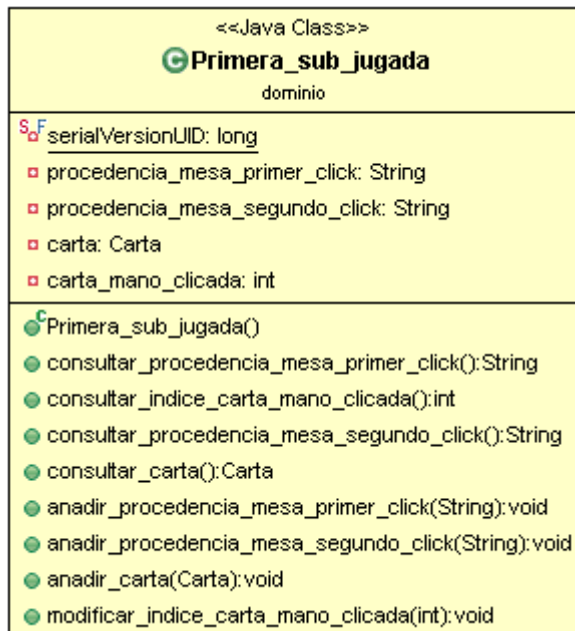 <<Java Class>>
C Primera_sub_jugada
dominio
S F serialVersionUID: long
procedencia_mesa_primer_click: String
procedencia_mesa_segundo_click: String
carta: Carta
carta_mano_clicada: int
C Primera_sub_jugada()
consultar_procedencia_mesa_primer_click():String
consultar_indice_carta_mano_clicada():int
consultar_procedencia_mesa_segundo_click():String
consultar_carta():Carta
anadir_procedencia_mesa_primer_click(String):void
anadir_procedencia_mesa_segundo_click(String):void
anadir_carta(Carta):void
modificar_indice_carta_mano_clicada(int):void